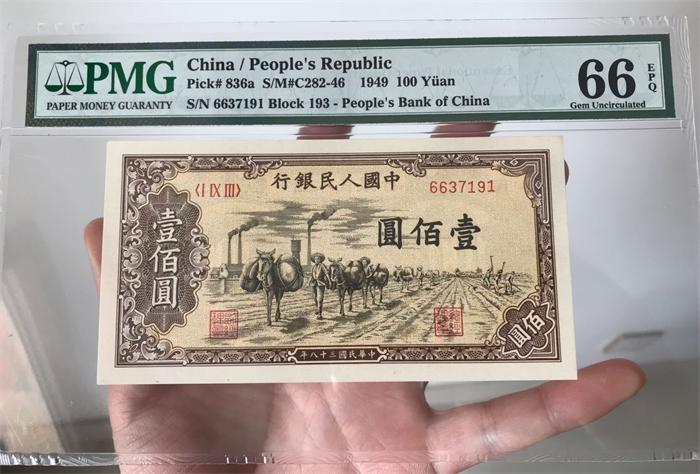 PMG
PAPER MONEY GUARANTY
China / People's Republic
Pick# 836a S/M#C282-46 1949 100 Yüan
S/N 6637191 Block 193 - People's Bank of China
66 EPQ
Gem Uncirculated
行銀民人國中
〈I IX III〉
6637191
圓佰壹
壹佰圓
佰圓
年八十三國民華中